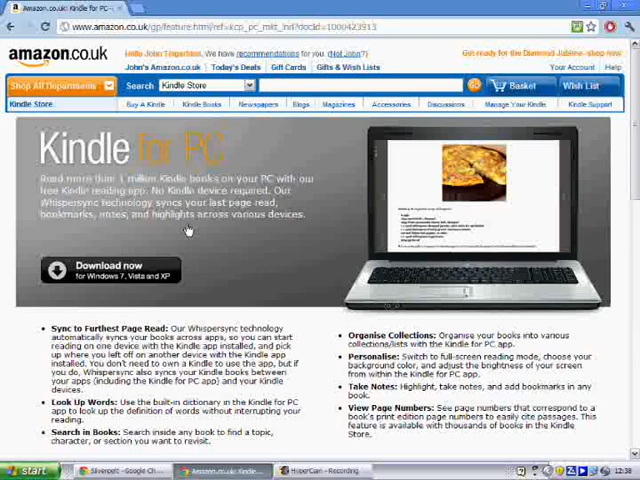 Amazon.co.uk: Kindle for PC
www.amazon.co.uk/gp/feature.html/ref=kcp_pc_mkt_lnd?docId=1000423913
amazon.co.uk
Hello John We have recommendations for you. (Not John?)
Get ready for the Diamond Jubilee - shop now
John's Amazon.co.uk Today's Deals Gift Cards Gifts & Wish Lists
Your Account Help
Shop All Departments Search Kindle Store GO Basket Wish List
Kindle Store Buy A Kindle Kindle Books Newspapers Blogs Magazines Accessories Discussions Manage Your Kindle Kindle Support
Kindle for PC
Read more than 1 million Kindle books on your PC with our
free Kindle reading app. No Kindle device required. Our
Whispersync technology syncs your last page read,
bookmarks, notes, and highlights across various devices.
Download now
for Windows 7, Vista and XP
Sync to Furthest Page Read: Our Whispersync technology
automatically syncs your books across apps, so you can start
reading on one device with the Kindle app installed, and pick
up where you left off on another device with the Kindle app
installed. You don't need to own a Kindle to use the app, but if
you do, Whispersync also syncs your Kindle books between
your apps (including the Kindle for PC app) and your Kindle
devices.
Look Up Words: Use the built-in dictionary in the Kindle for
PC app to look up the definition of words without interrupting your
reading.
Search in Books: Search inside any book to find a topic,
character, or section you want to revisit.
Organise Collections: Organise your books into various
collections/lists with the Kindle for PC app.
Personalise: Switch to full-screen reading mode, choose your
background color, and adjust the brightness of your screen
from within the Kindle for PC app.
Take Notes: Highlight, take notes, and add bookmarks in any
book.
View Page Numbers: See page numbers that correspond to a
book's print edition page numbers to easily cite passages. This
feature is available with thousands of books in the Kindle
Store.
start Silverpelt - Google Ch... Amazon.co.uk: Kindle... HyperCam - Recording 12:38